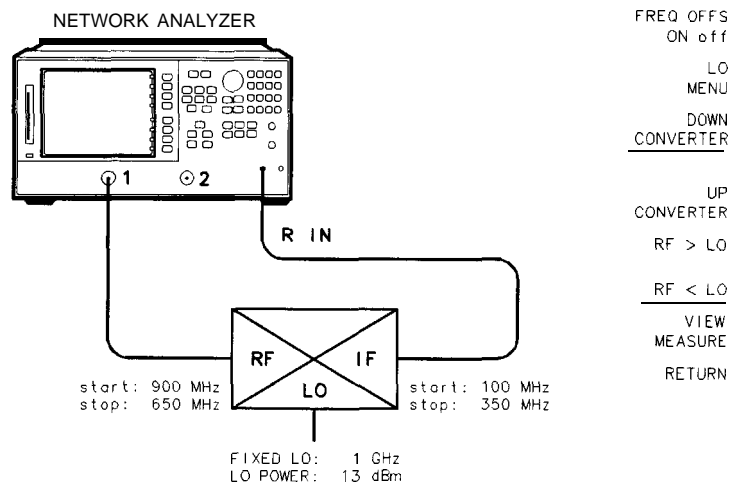 NETWORK ANALYZER
1
2
R IN
RF
IF
LO
start: 900 MHz
stop: 650 MHz
start: 100 MHz
stop: 350 MHz
FIXED LO: 1 GHz
LO POWER: 13 dBm
FREQ OFFS
ON off
LO
MENU
DOWN
CONVERTER
UP
CONVERTER
RF > LO
RF < LO
VIEW
MEASURE
RETURN